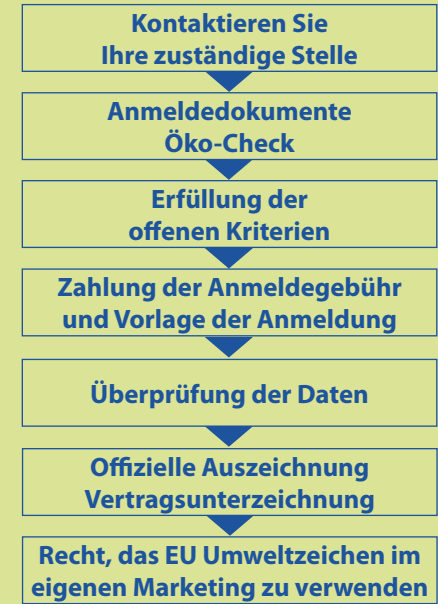 Kontaktieren Sie
Ihre zuständige Stelle
Anmeldedokumente
Öko-Check
Erfüllung der
offenen Kriterien
Zahlung der Anmeldegebühr
und Vorlage der Anmeldung
Überprüfung der Daten
Offizielle Auszeichnung
Vertragsunterzeichnung
Recht, das EU Umweltzeichen im
eigenen Marketing zu verwenden